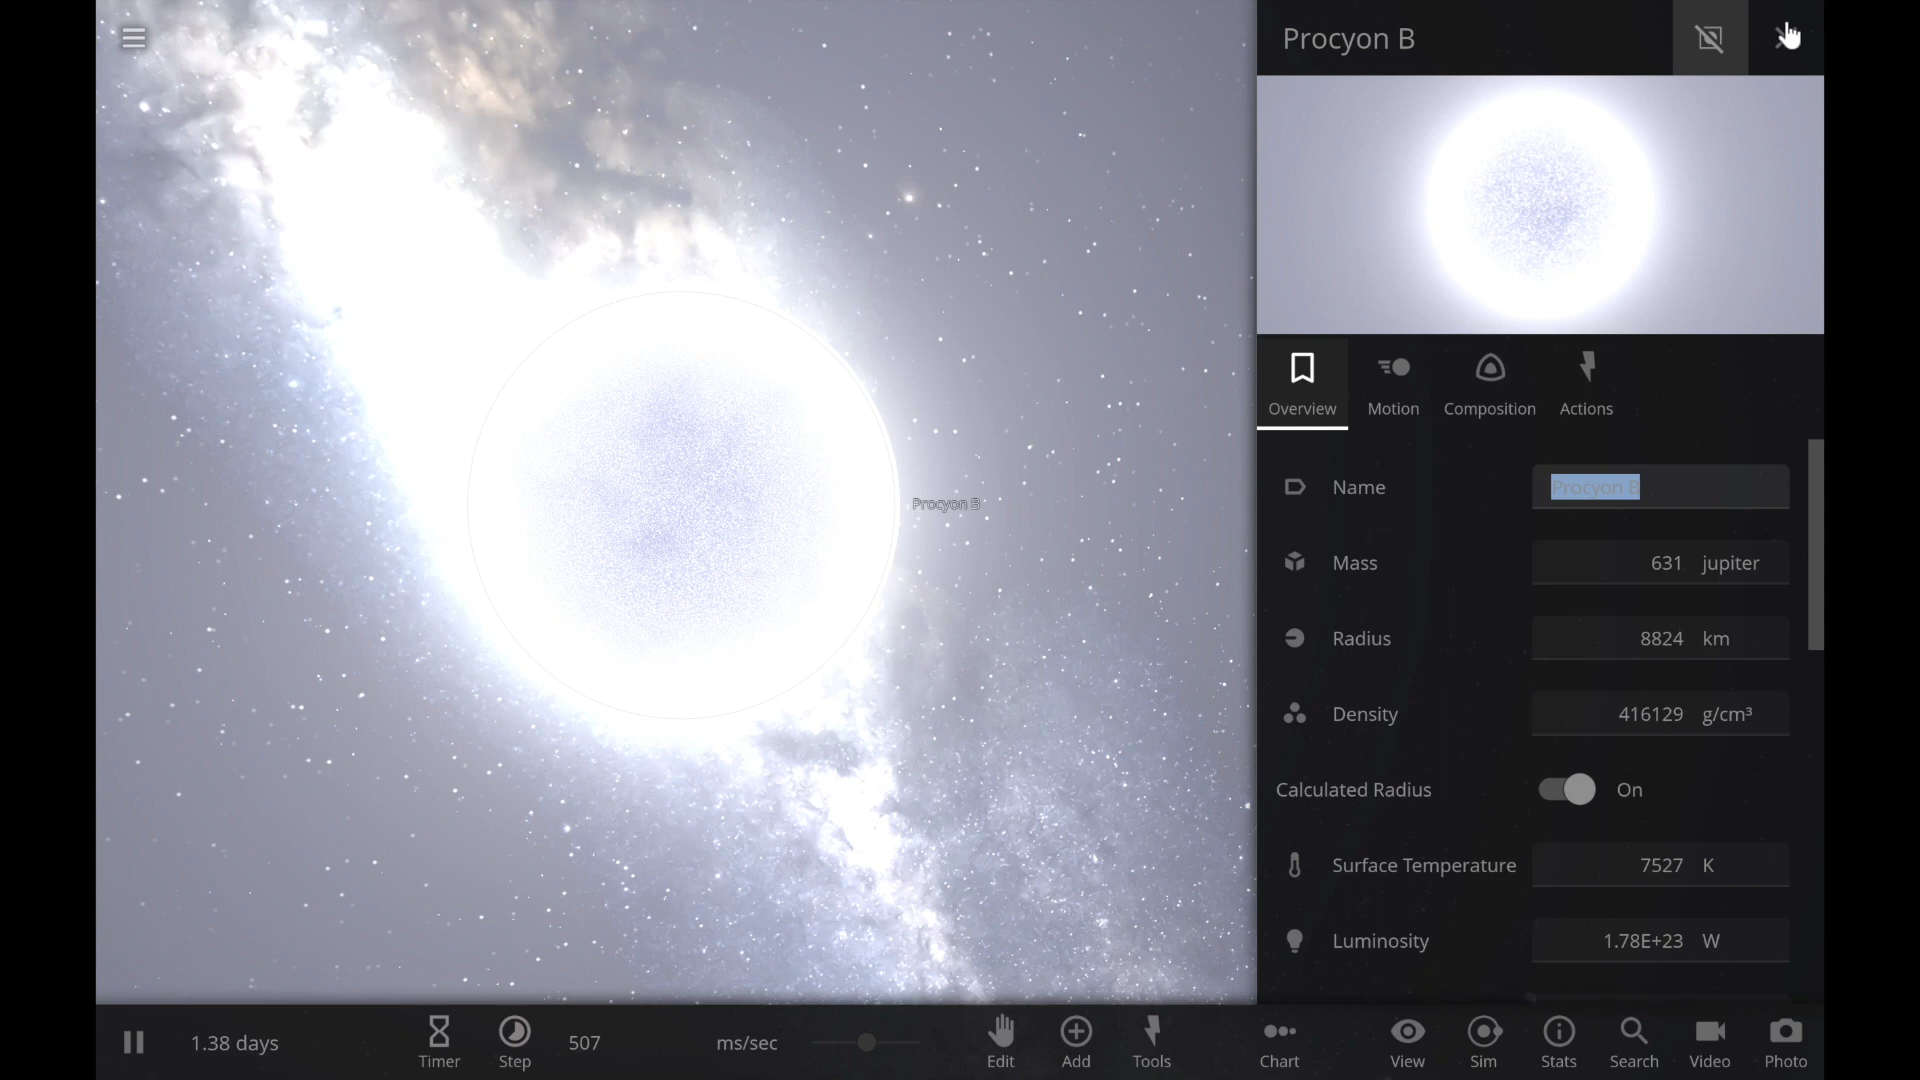 Procyon B
Overview
Motion
Composition
Actions
Name Procyon B
Procyon B
Mass 631 jupiter
Radius 8824 km
Density 416129 g/cm³
Calculated Radius On
Surface Temperature 7527 K
Luminosity 1.78E+23 W
1.38 days
Timer
Step
507 ms/sec
Edit
Add
Tools
Chart
View
Sim
Stats
Search
Video
Photo